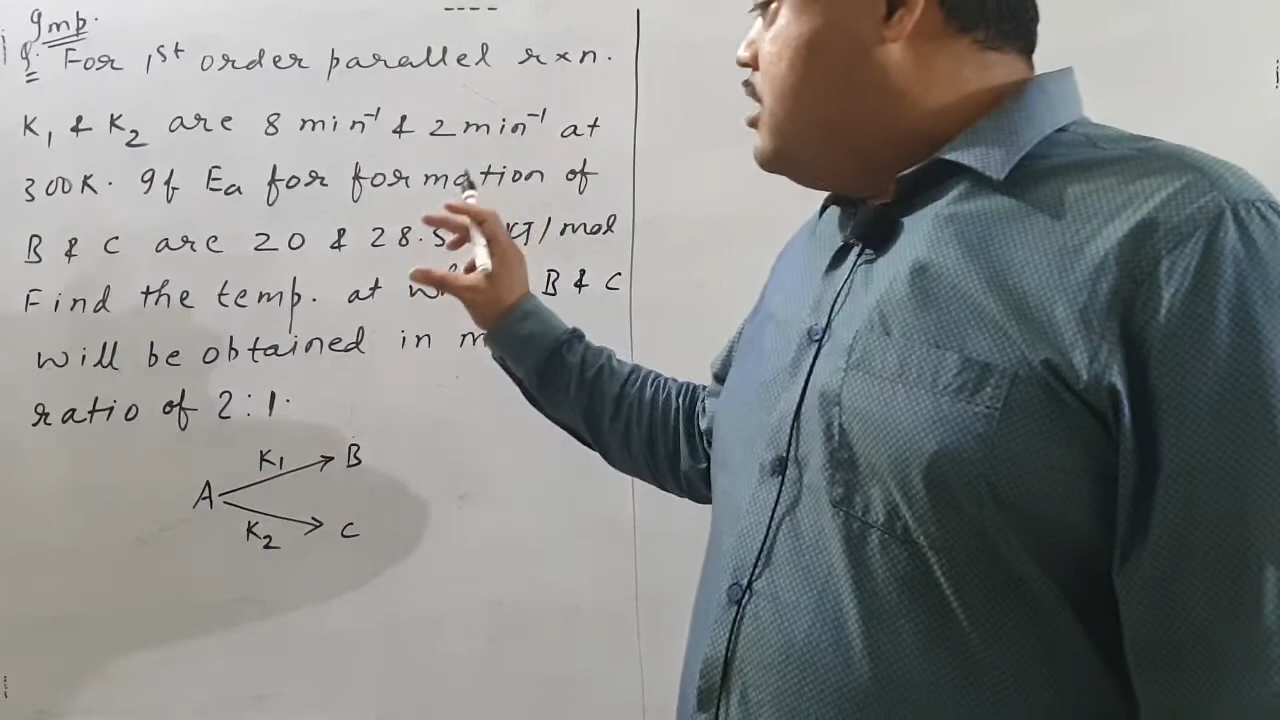 Imp.
Q. For 1st order parallel rxn.
K1 & K2 are 8 min-1 & 2 min-1 at
300K. If Ea for formation of
B & C are 20 & 28.5 KJ/mol
Find the temp. at B & C
will be obtained in
ratio of 2:1.
K1 B
A
K2 C